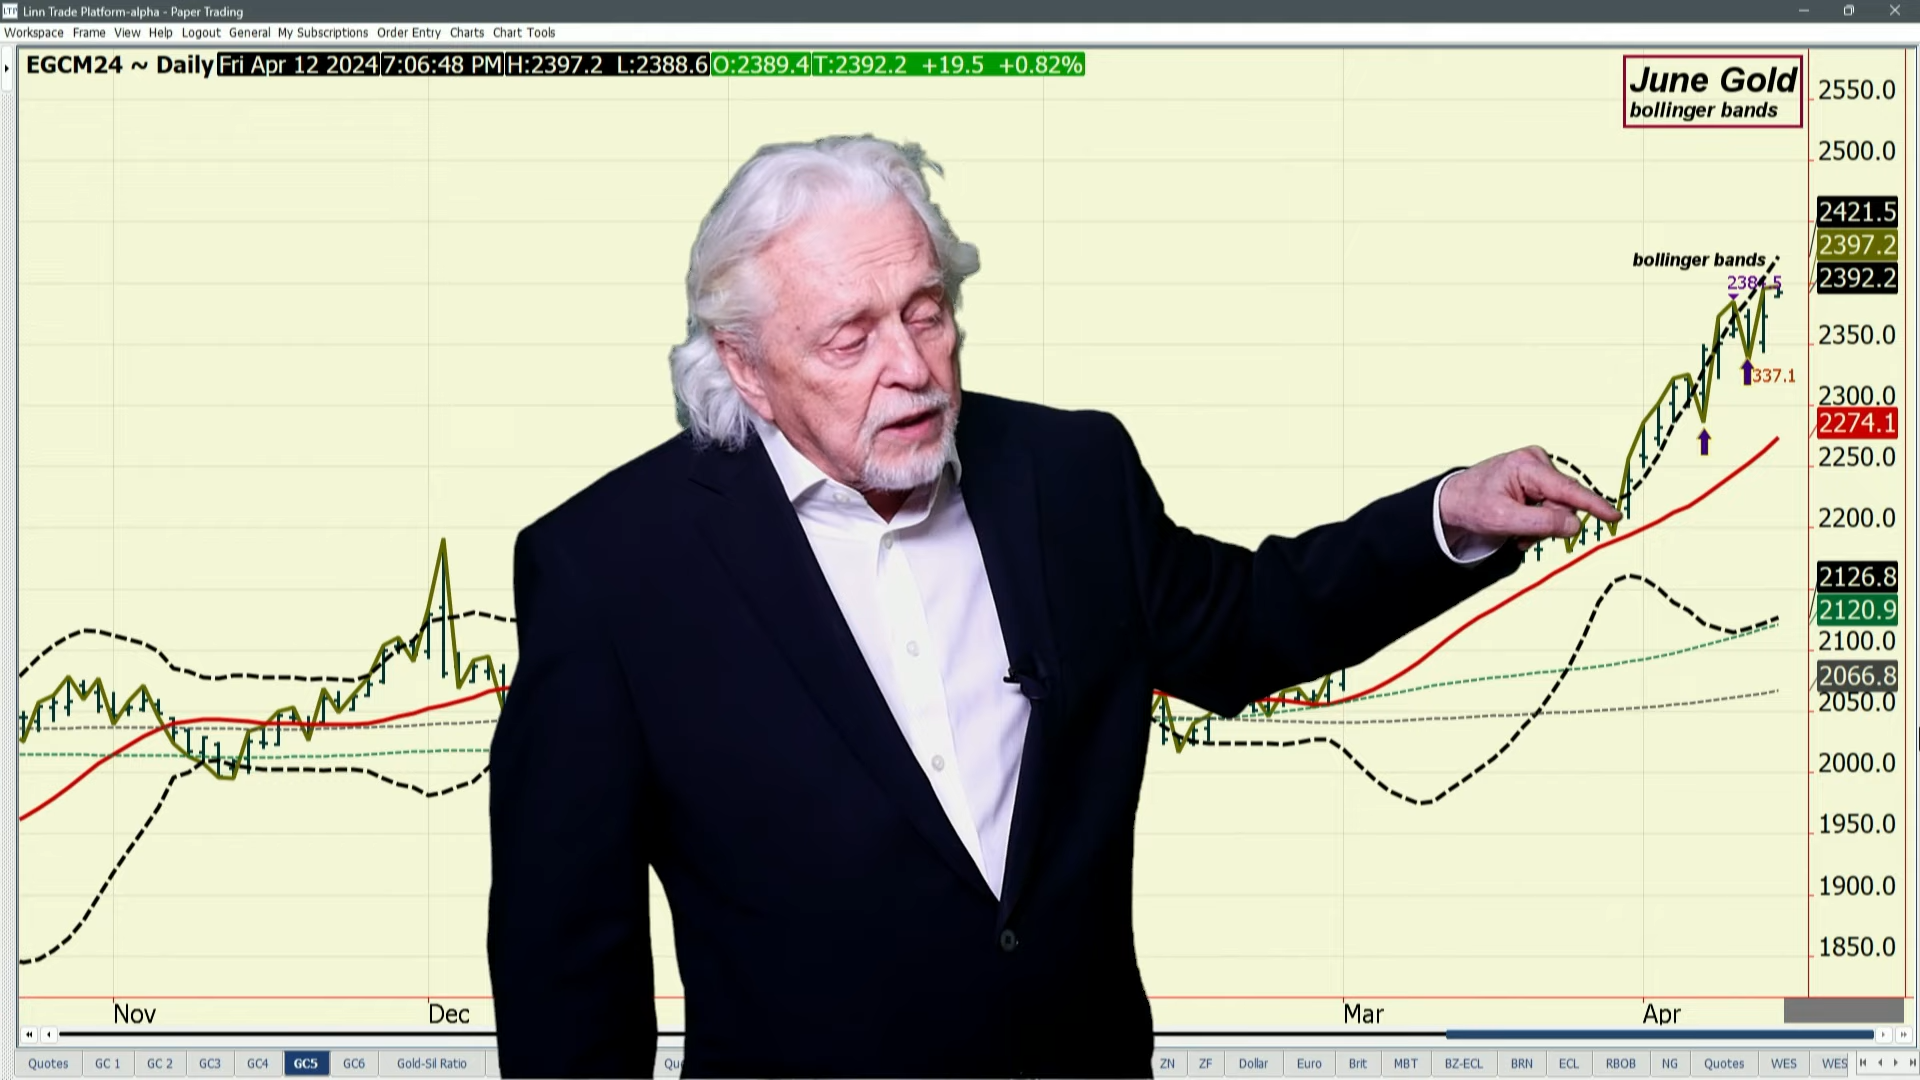 Linn Trade Platform-alpha - Paper Trading
Workspace Frame View Help Logout General My Subscriptions Order Entry Charts Chart Tools
EGCM24 ~ Daily Fri Apr 12 2024 7:06:48 PM H:2397.2 L:2388.6 O:2389.4 T:2392.2 +19.5 +0.82%
June Gold
bollinger bands
2550.0
2500.0
2421.5
2397.2
bollinger bands
2392.2
2350.0
337.1
2300.0
2274.1
2250.0
2200.0
2126.8
2120.9
2100.0
2066.8
2050.0
2000.0
1950.0
1900.0
1850.0
Nov Dec Mar Apr
Quotes GC 1 GC 2 GC3 GC4 GC5 GC6 Gold-Sil Ratio ZN ZF Dollar Euro Brit MBT BZ-ECL BRN ECL RBOB NG Quotes WES WES